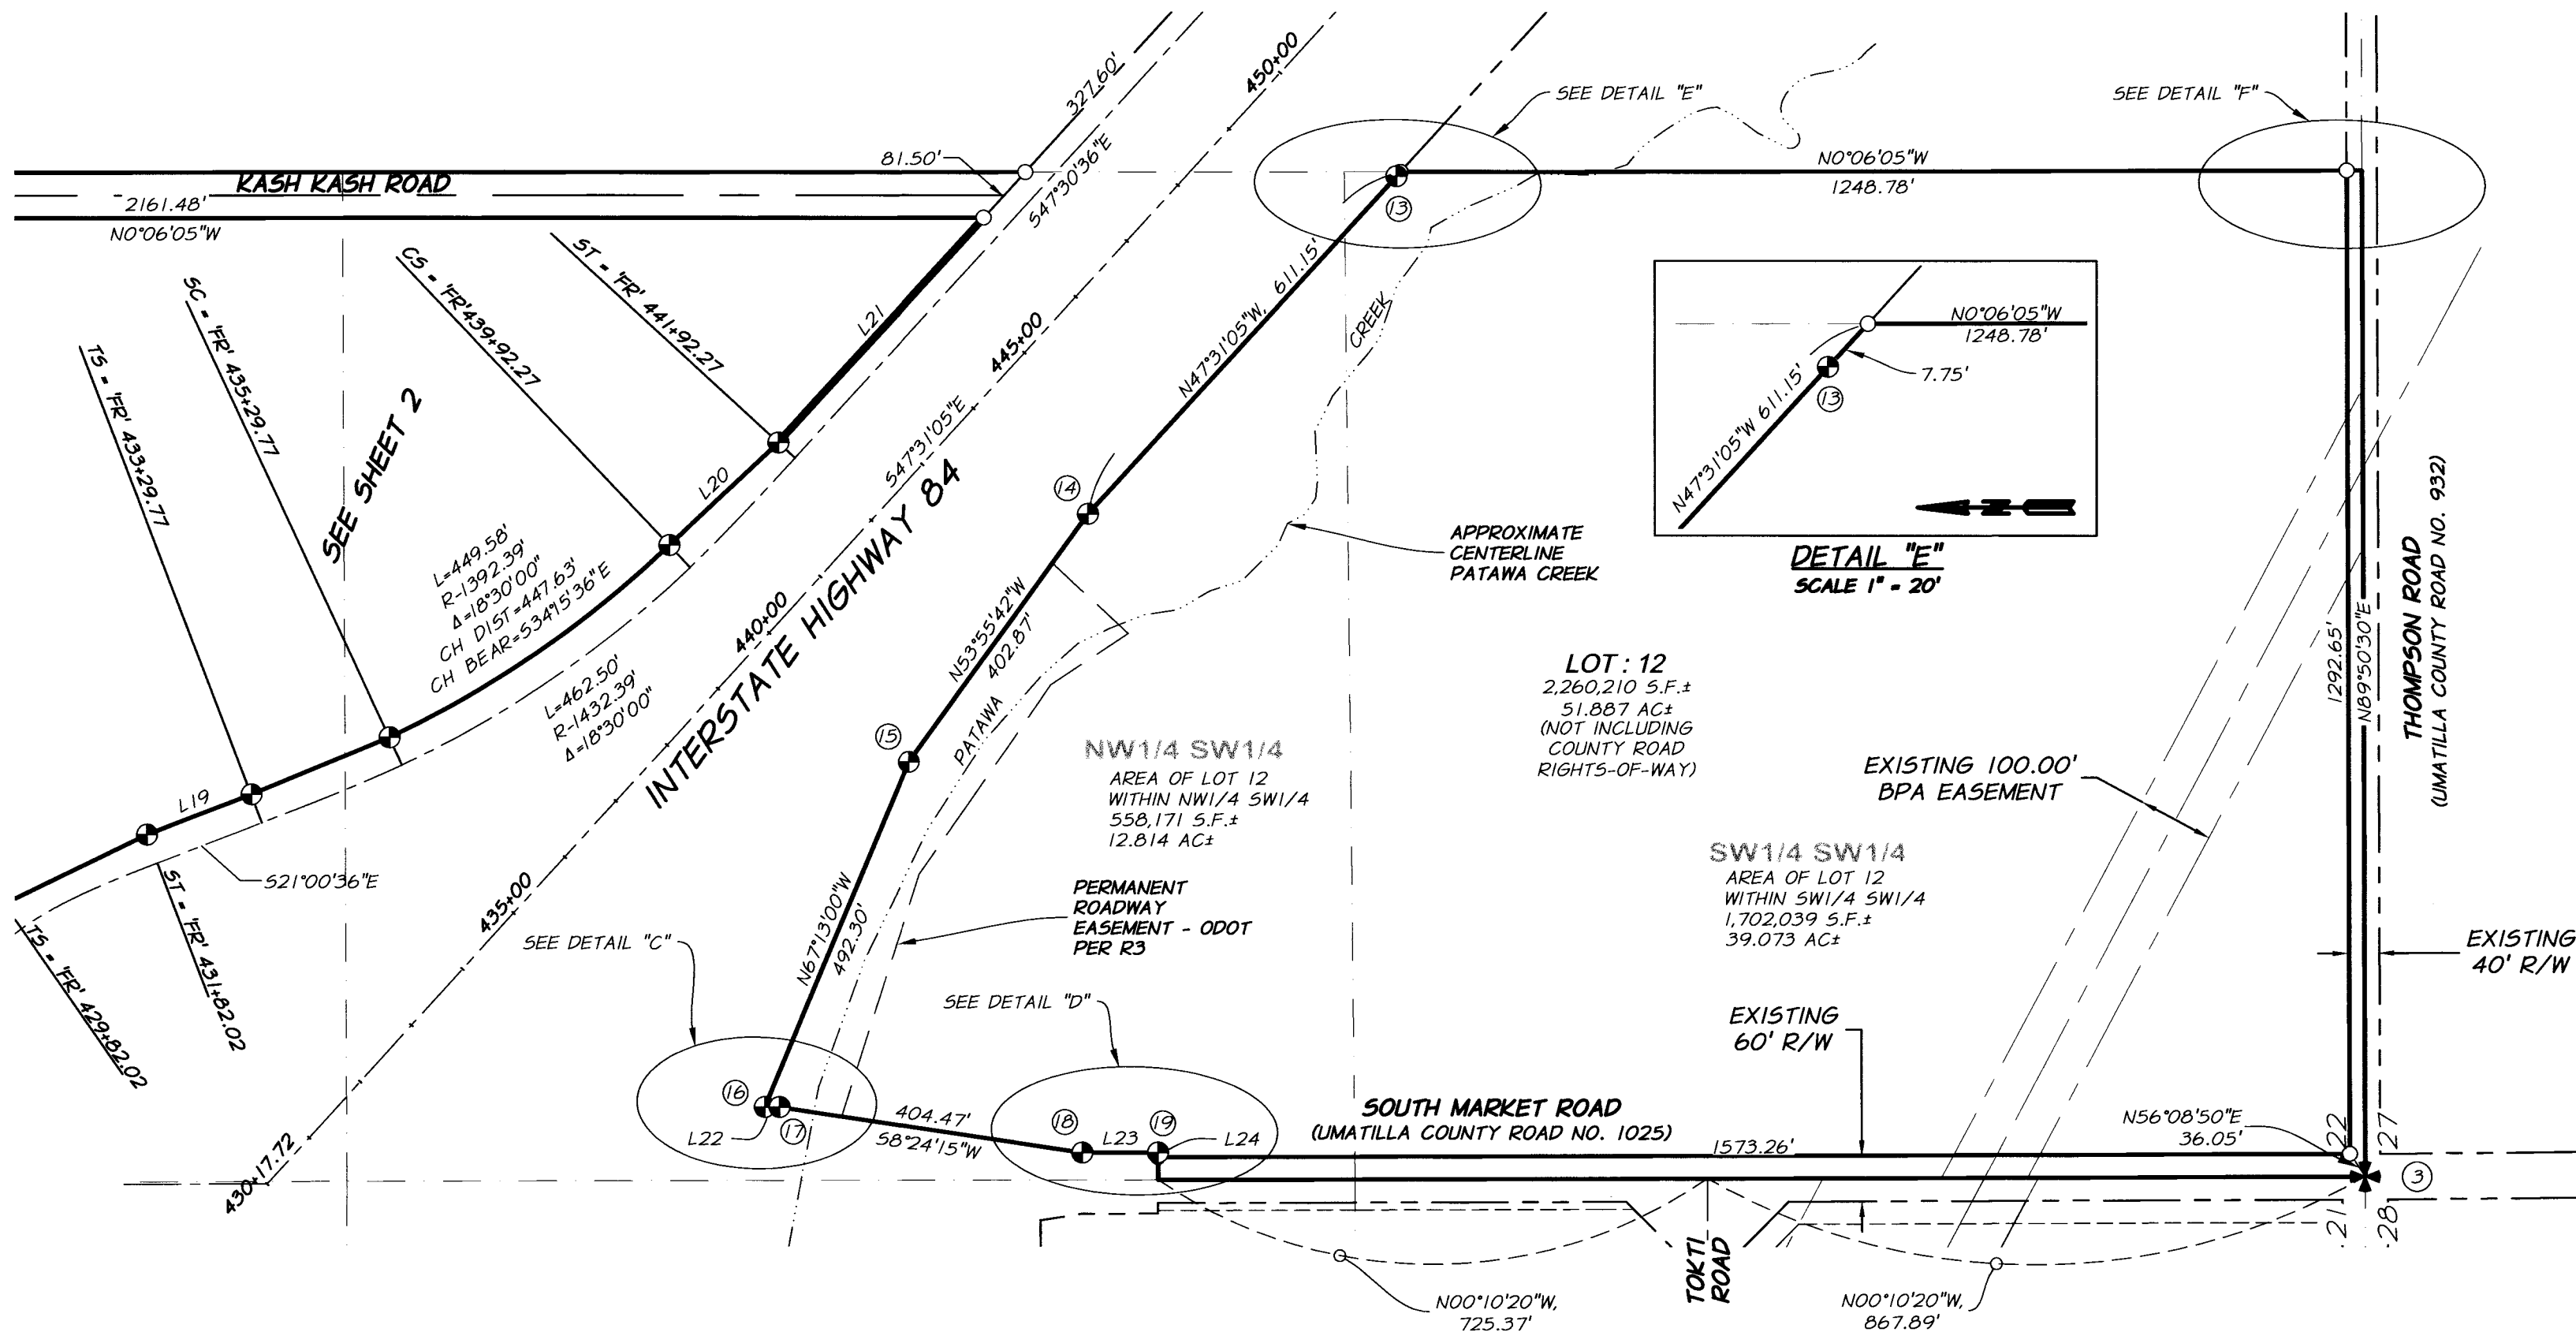 KASH KASH ROAD
2161.48'
N0°06'05"W
81.50'
327.60'
S47°30'36"E
450+00
SEE DETAIL "E"
SEE DETAIL "F"
N0°06'05"W
1248.78'
13
TS = 'FR' 433+29.77
SC = 'FR' 435+29.77
CS = 'FR' 439+92.27
ST = 'FR' 441+92.27
SEE SHEET 2
L21
L20
L19
L=449.58'
R=1392.39'
Δ=18°30'00"
CH DIST=447.63'
CH BEAR=S34°15'36"E
L=462.50'
R=1432.39'
Δ=18°30'00"
S21°00'36"E
ST = 'FR' 431+82.02
TS = 'FR' 429+82.02
430+17.72
435+00
440+00
445+00
S47°31'05"E
INTERSTATE HIGHWAY 84
N47°31'05"W, 611.15'
14
N53°55'42"W
402.87'
15
N67°13'00"W
492.30'
CREEK
PATAWA
APPROXIMATE
CENTERLINE
PATAWA CREEK
N0°06'05"W
1248.78'
7.75'
13
N47°31'05"W 611.15'
N
DETAIL "E"
SCALE 1" = 20'
LOT : 12
2,260,210 S.F.±
51.887 AC±
(NOT INCLUDING
COUNTY ROAD
RIGHTS-OF-WAY)
NW1/4 SW1/4
AREA OF LOT 12
WITHIN NW1/4 SW1/4
558,171 S.F.±
12.814 AC±
PERMANENT
ROADWAY
EASEMENT - ODOT
PER R3
EXISTING 100.00'
BPA EASEMENT
SW1/4 SW1/4
AREA OF LOT 12
WITHIN SW1/4 SW1/4
1,702,039 S.F.±
39.073 AC±
1292.65'
N89°50'30"E
THOMPSON ROAD
(UMATILLA COUNTY ROAD NO. 932)
EXISTING
40' R/W
EXISTING
60' R/W
SEE DETAIL "C"
SEE DETAIL "D"
16
17
L22
404.47'
S8°24'15"W
18
L23
19
L24
SOUTH MARKET ROAD
(UMATILLA COUNTY ROAD NO. 1025)
1573.26'
N56°08'50"E
36.05'
22
27
21
28
3
TOKTI
ROAD
N00°10'20"W,
725.37'
N00°10'20"W,
867.89'